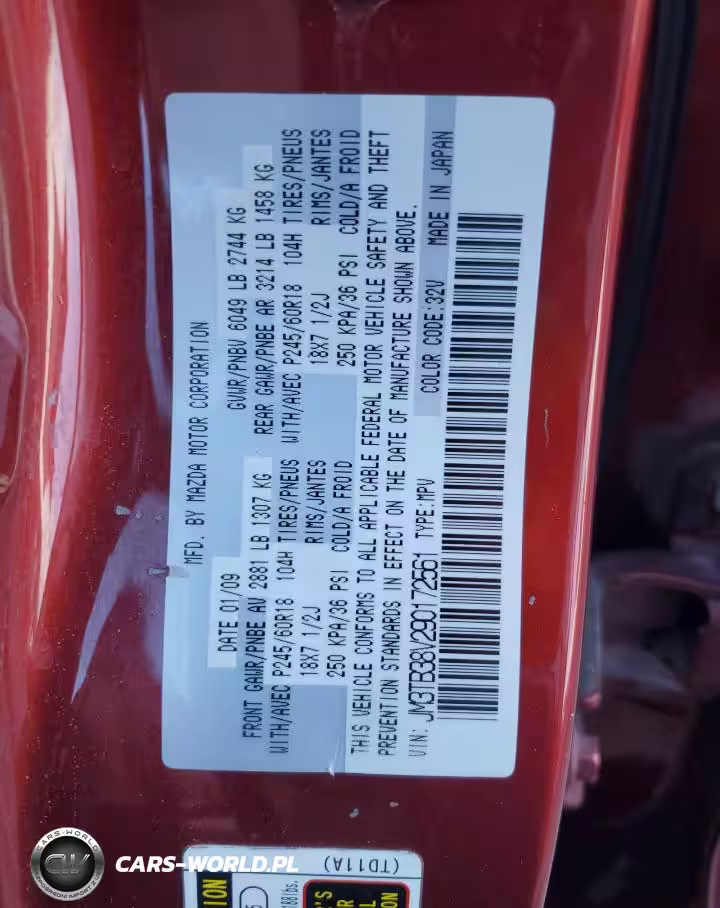 MFD. BY MAZDA MOTOR CORPORATION
DATE 01/09 GVWR/PNBV 6049 LB 2744 KG
FRONT GAWR/PNBE AV 2881 LB 1307 KG REAR GAWR/PNBE AR 3214 LB 1458 KG
WITH/AVEC P245/60R18 104H TIRES/PNEUS WITH/AVEC P245/60R18 104H TIRES/PNEUS
18X7 1/2J RIMS/JANTES 18X7 1/2J RIMS/JANTES
250 KPA/36 PSI COLD/A FROID 250 KPA/36 PSI COLD/A FROID
THIS VEHICLE CONFORMS TO ALL APPLICABLE FEDERAL MOTOR VEHICLE SAFETY AND THEFT
PREVENTION STANDARDS IN EFFECT ON THE DATE OF MANUFACTURE SHOWN ABOVE.
VIN: JM3TB38V290172561 TYPE:MPV COLOR CODE:32V MADE IN JAPAN
(TD11A)
CARS-WORLD
CW
CARS-WORLD.PL